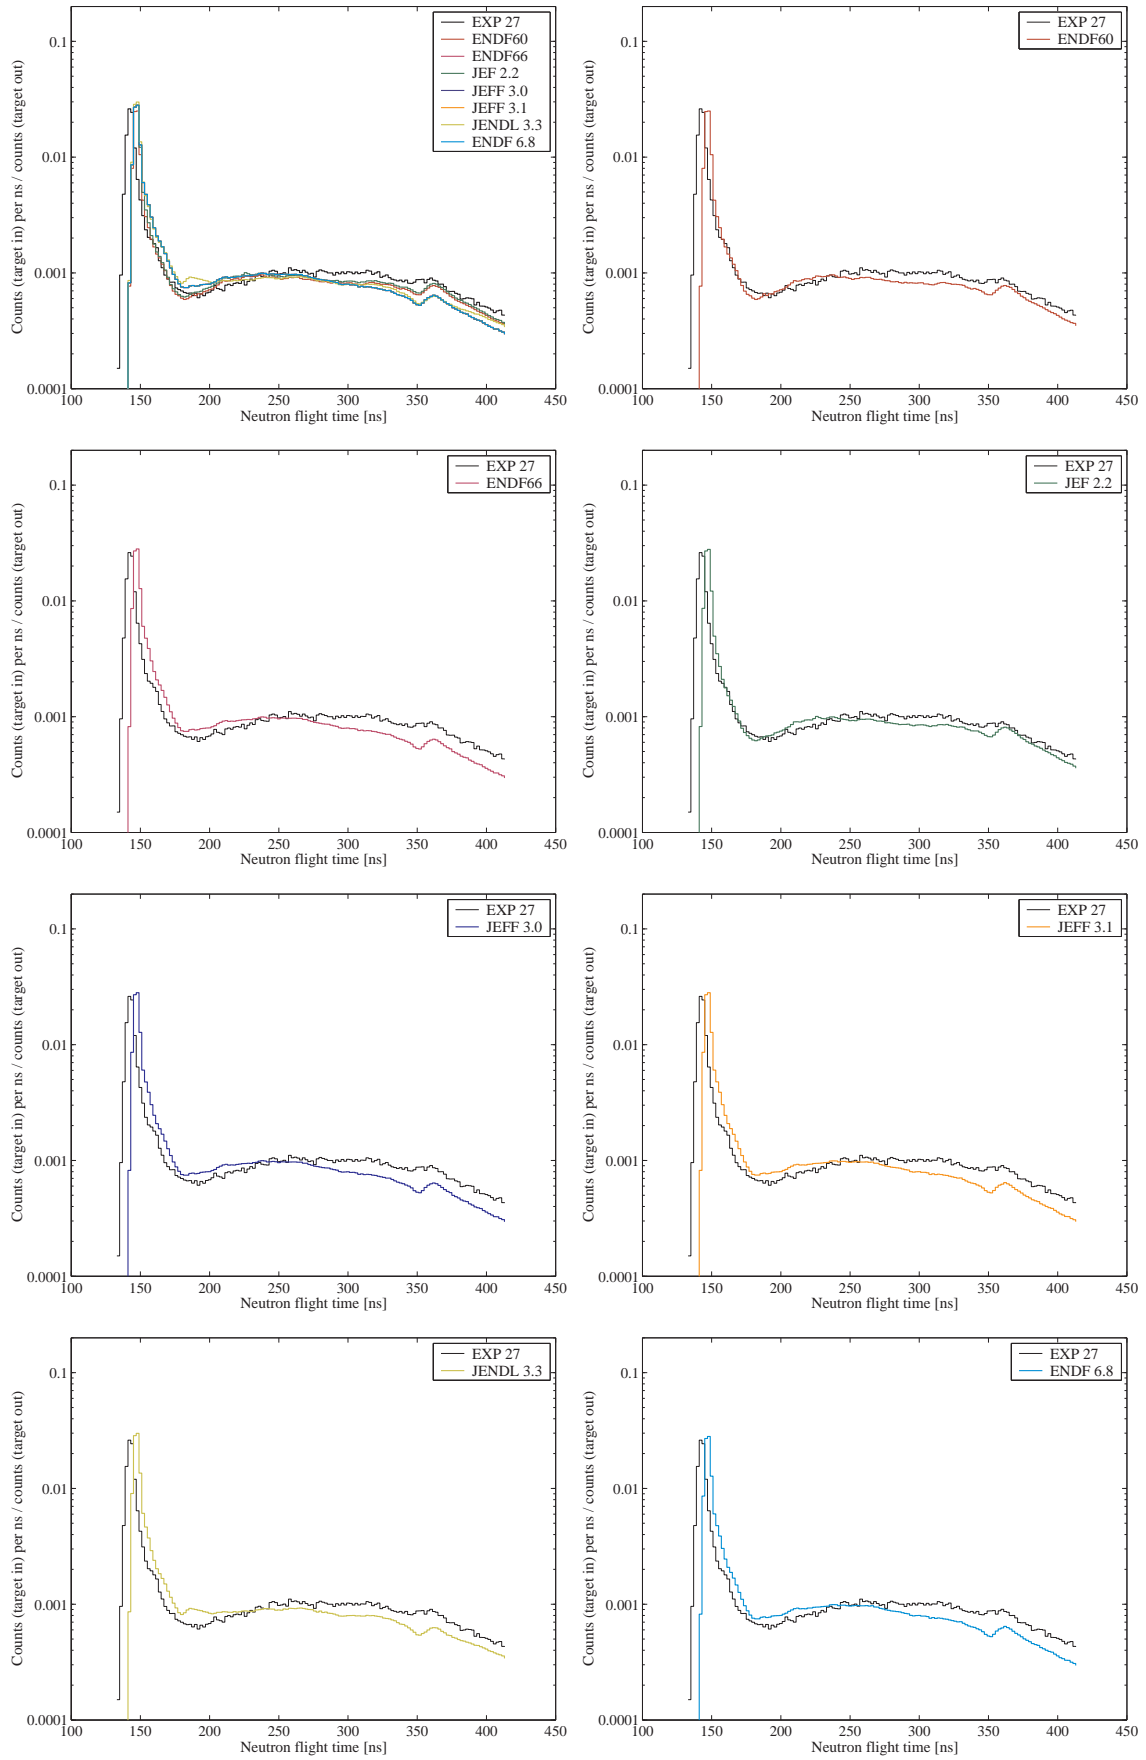 EXP 27
ENDF60
ENDF66
JEF 2.2
JEFF 3.0
JEFF 3.1
JENDL 3.3
ENDF 6.8
0.1
0.01
0.001
0.0001
100 150 200 250 300 350 400 450
Neutron flight time [ns]
Counts (target in) per ns / counts (target out)
EXP 27
ENDF60
0.1
0.01
0.001
0.0001
100 150 200 250 300 350 400 450
Neutron flight time [ns]
Counts (target in) per ns / counts (target out)
EXP 27
ENDF66
0.1
0.01
0.001
0.0001
100 150 200 250 300 350 400 450
Neutron flight time [ns]
Counts (target in) per ns / counts (target out)
EXP 27
JEF 2.2
0.1
0.01
0.001
0.0001
100 150 200 250 300 350 400 450
Neutron flight time [ns]
Counts (target in) per ns / counts (target out)
EXP 27
JEFF 3.0
0.1
0.01
0.001
0.0001
100 150 200 250 300 350 400 450
Neutron flight time [ns]
Counts (target in) per ns / counts (target out)
EXP 27
JEFF 3.1
0.1
0.01
0.001
0.0001
100 150 200 250 300 350 400 450
Neutron flight time [ns]
Counts (target in) per ns / counts (target out)
EXP 27
JENDL 3.3
0.1
0.01
0.001
0.0001
100 150 200 250 300 350 400 450
Neutron flight time [ns]
Counts (target in) per ns / counts (target out)
EXP 27
ENDF 6.8
0.1
0.01
0.001
0.0001
100 150 200 250 300 350 400 450
Neutron flight time [ns]
Counts (target in) per ns / counts (target out)